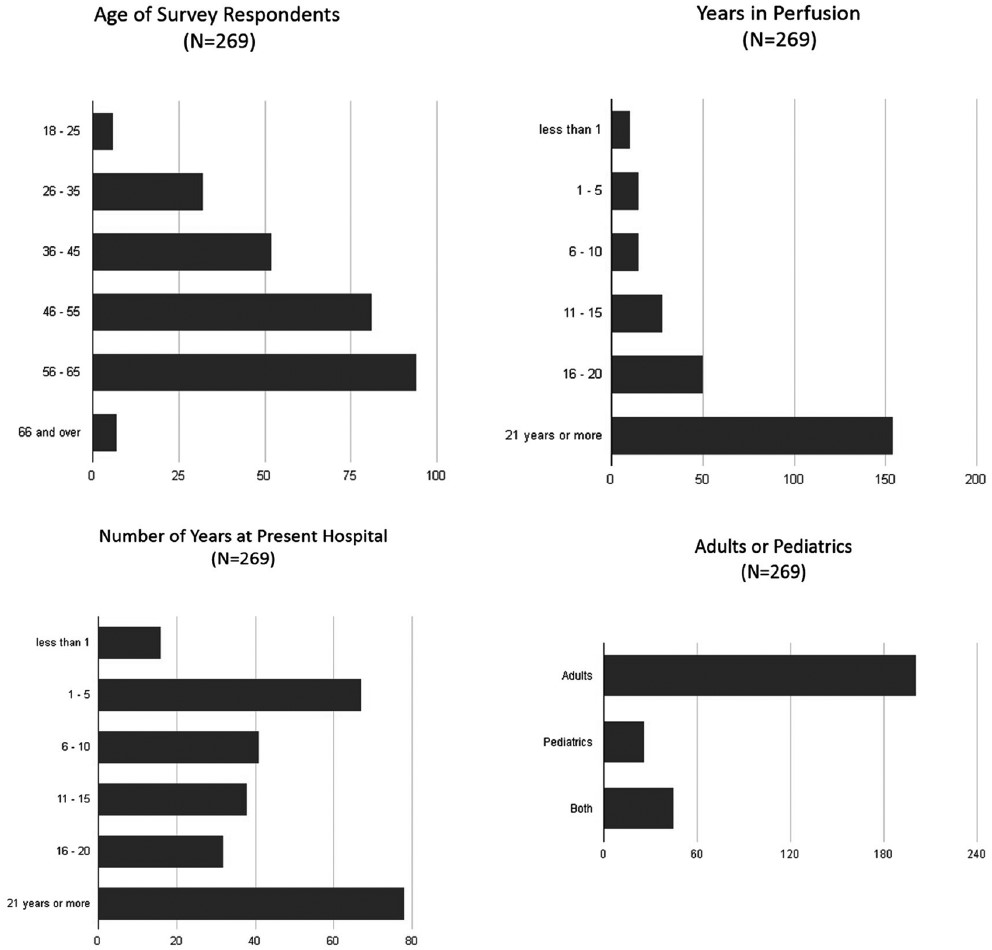 Age of Survey Respondents
(N=269)
18 - 25
26 - 35
36 - 45
46 - 55
56 - 65
66 and over
0 25 50 75 100
Years in Perfusion
(N=269)
less than 1
1 - 5
6 - 10
11 - 15
16 - 20
21 years or more
0 50 100 150 200
Number of Years at Present Hospital
(N=269)
less than 1
1 - 5
6 - 10
11 - 15
16 - 20
21 years or more
0 20 40 60 80
Adults or Pediatrics
(N=269)
Adults
Pediatrics
Both
0 60 120 180 240